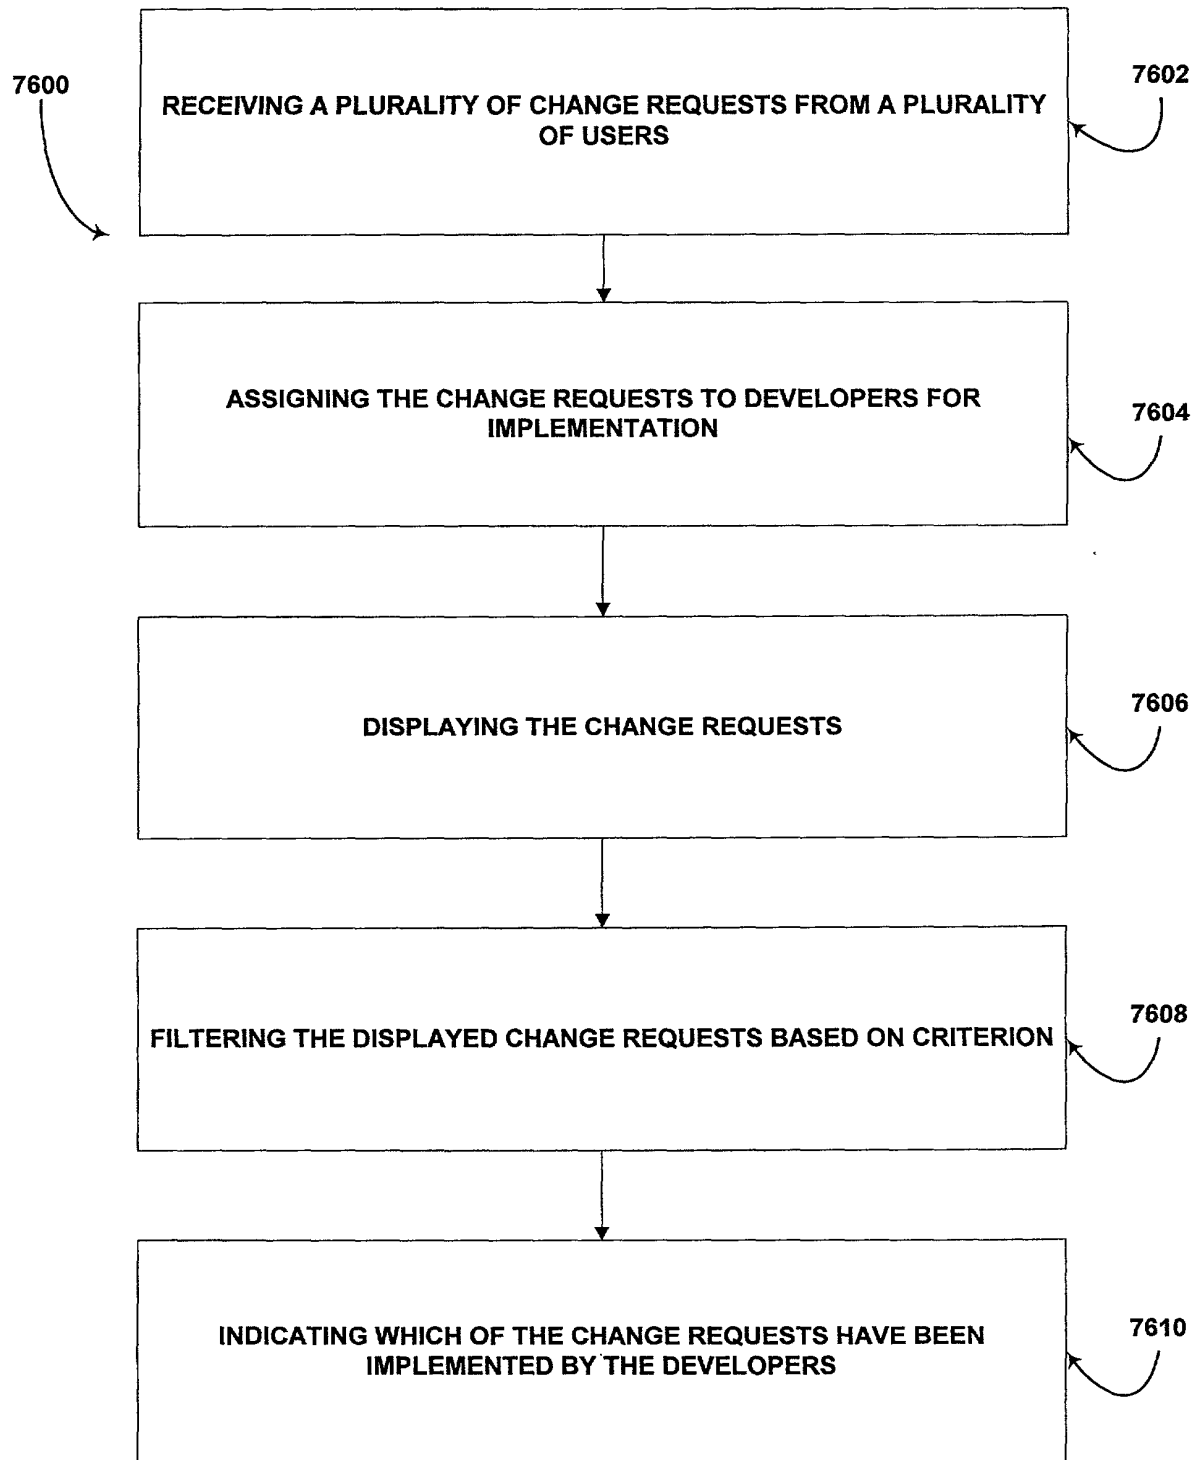 7600
7602
RECEIVING A PLURALITY OF CHANGE REQUESTS FROM A PLURALITY
OF USERS
ASSIGNING THE CHANGE REQUESTS TO DEVELOPERS FOR
IMPLEMENTATION
7604
DISPLAYING THE CHANGE REQUESTS
7606
FILTERING THE DISPLAYED CHANGE REQUESTS BASED ON CRITERION
7608
INDICATING WHICH OF THE CHANGE REQUESTS HAVE BEEN
IMPLEMENTED BY THE DEVELOPERS
7610